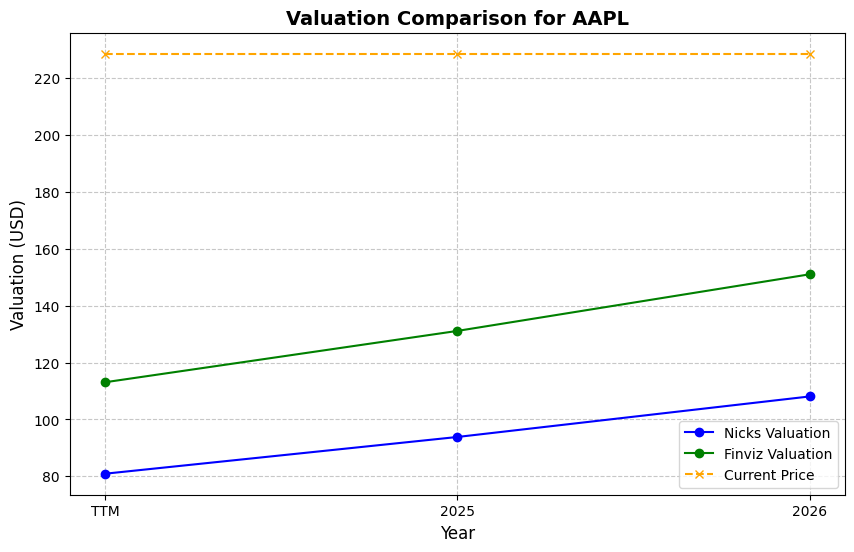 Valuation Comparison for AAPL
Valuation (USD)
220
200
180
160
140
120
100
80
TTM
2025
2026
Year
Nicks Valuation
Finviz Valuation
Current Price